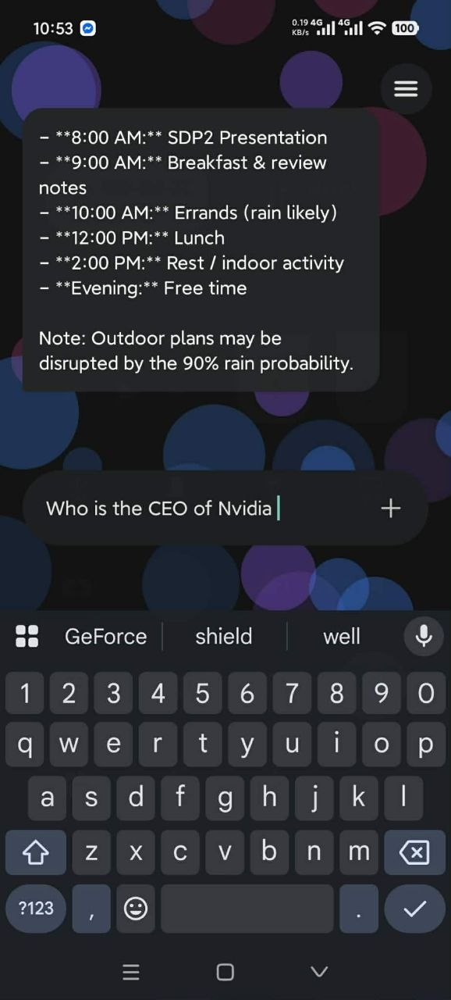 10:53
0.19 KB/s 4G 4G 100
– **8:00 AM:** SDP2 Presentation
– **9:00 AM:** Breakfast & review
notes
– **10:00 AM:** Errands (rain likely)
– **12:00 PM:** Lunch
– **2:00 PM:** Rest / indoor activity
– **Evening:** Free time
Note: Outdoor plans may be
disrupted by the 90% rain probability.
Who is the CEO of Nvidia
GeForce shield well
1 2 3 4 5 6 7 8 9 0
q w e r t y u i o p
a s d f g h j k l
z x c v b n m
?123 , .